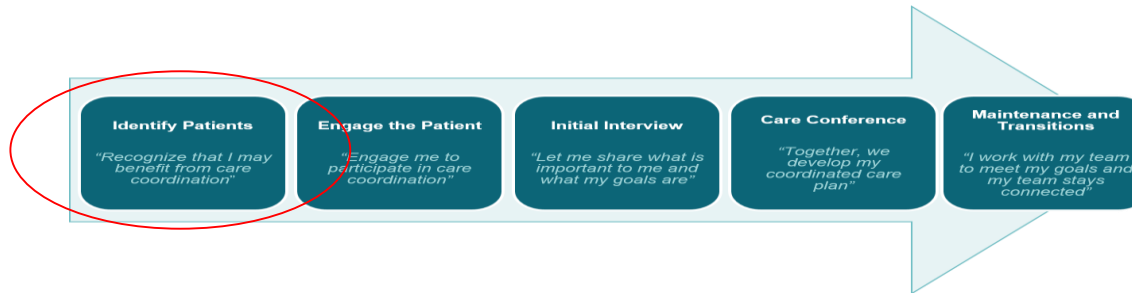 Identify Patients
“Recognize that I may
benefit from care
coordination”
Engage the Patient
“Engage me to
participate in care
coordination”
Initial Interview
“Let me share what is
important to me and
what my goals are”
Care Conference
“Together, we
develop my
coordinated care
plan”
Maintenance and
Transitions
“I work with my team
to meet my goals and
my team stays
connected”